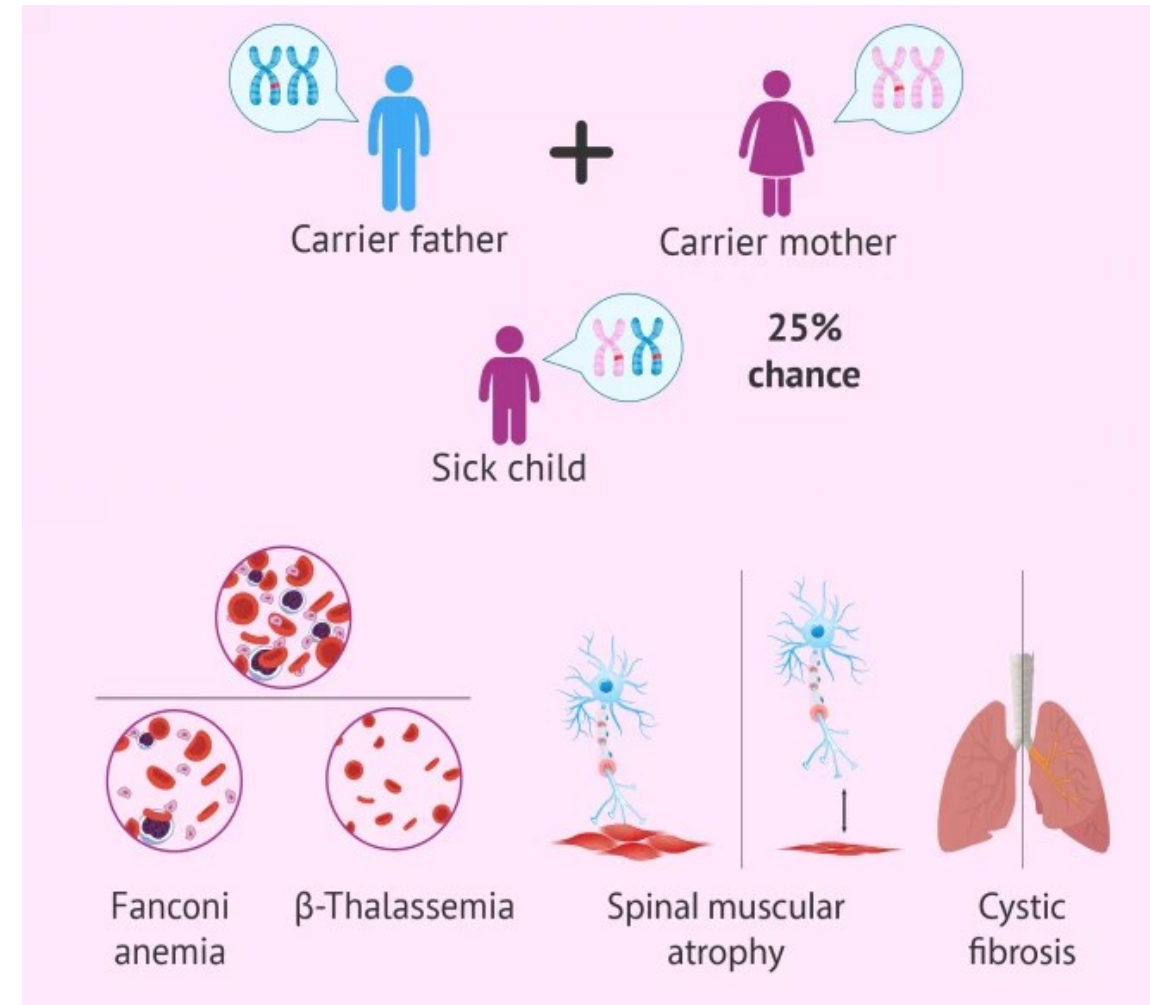 Carrier father
Carrier mother
25%
chance
Sick child
Fanconi
anemia
β-Thalassemia
Spinal muscular
atrophy
Cystic
fibrosis